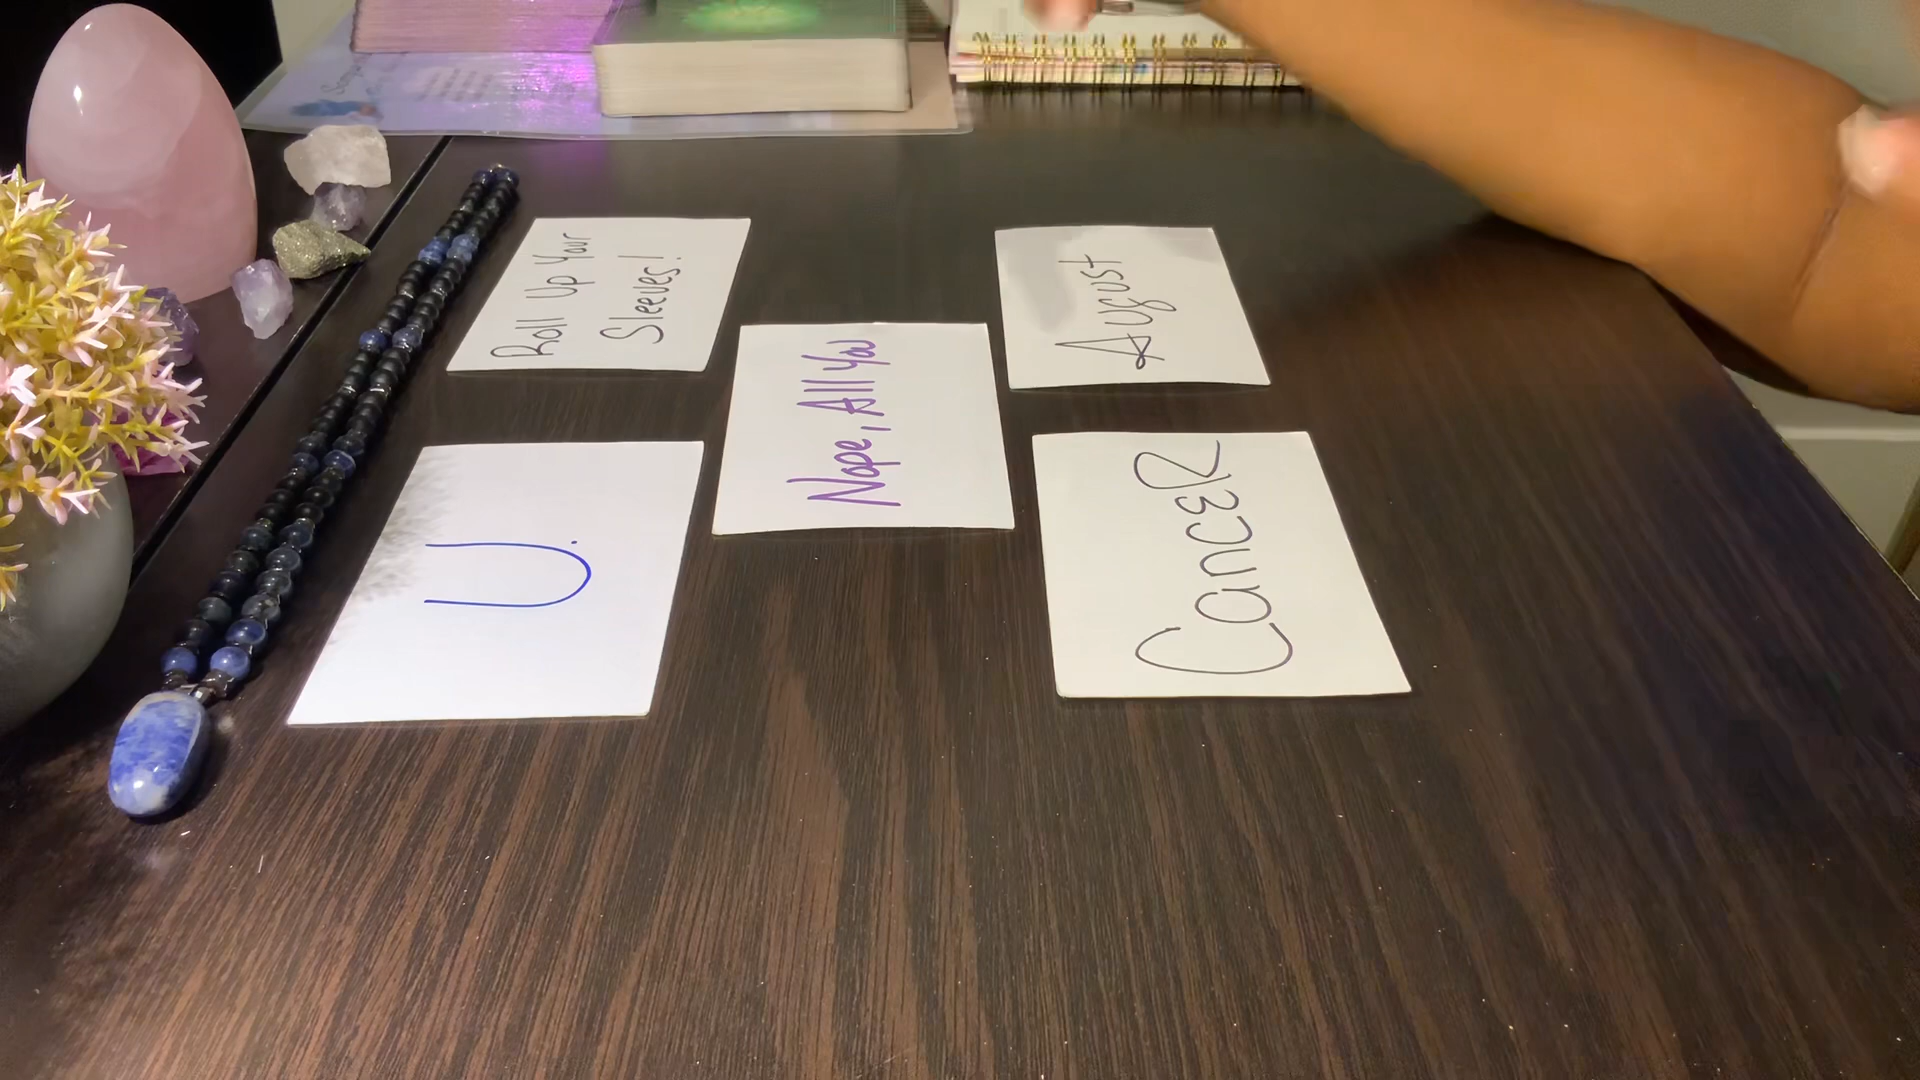 Roll Up Your
Sleeves!
August
Nope, All You
U.
CancER